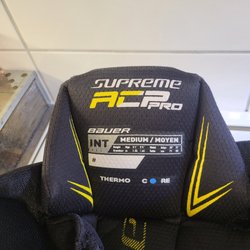 SUPREME
ACP PRO
BAUER
INT MEDIUM / MOYEN
THERMO CORE